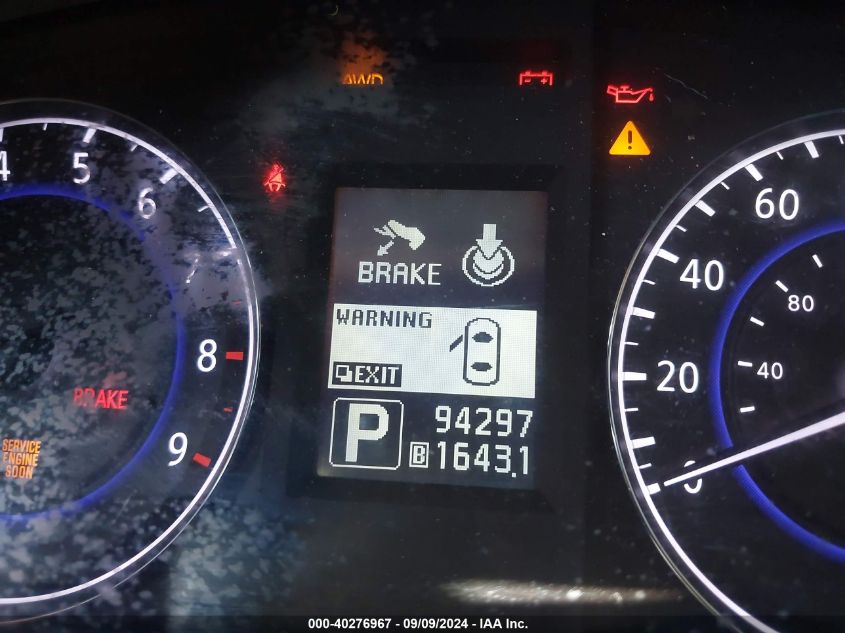 AWD
4
5
6
7
8
9
BRAKE
SERVICE
ENGINE
SOON
BRAKE
WARNING
EXIT
P
94297
B 1643.1
60
40
20
0
80
40
000-40276967 - 09/09/2024 - IAA Inc.